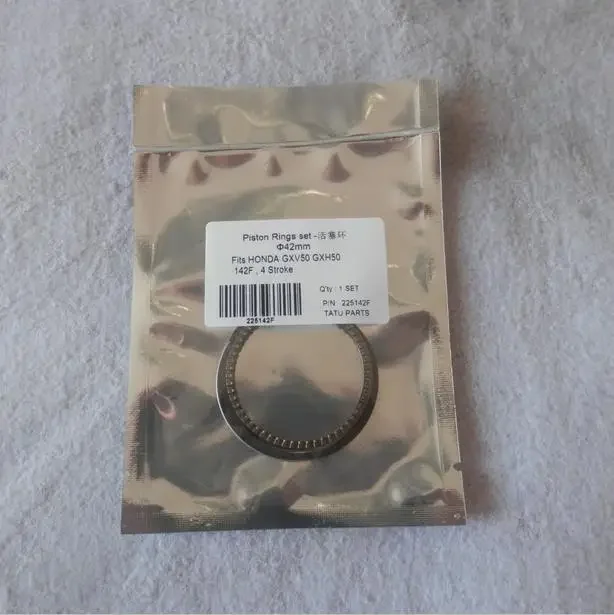 Piston Rings set -活塞环
Φ42mm
Fits HONDA GXV50 GXH50
142F , 4 Stroke
Q'ty : 1 SET
P/N 225142F
225142F
TATU PARTS